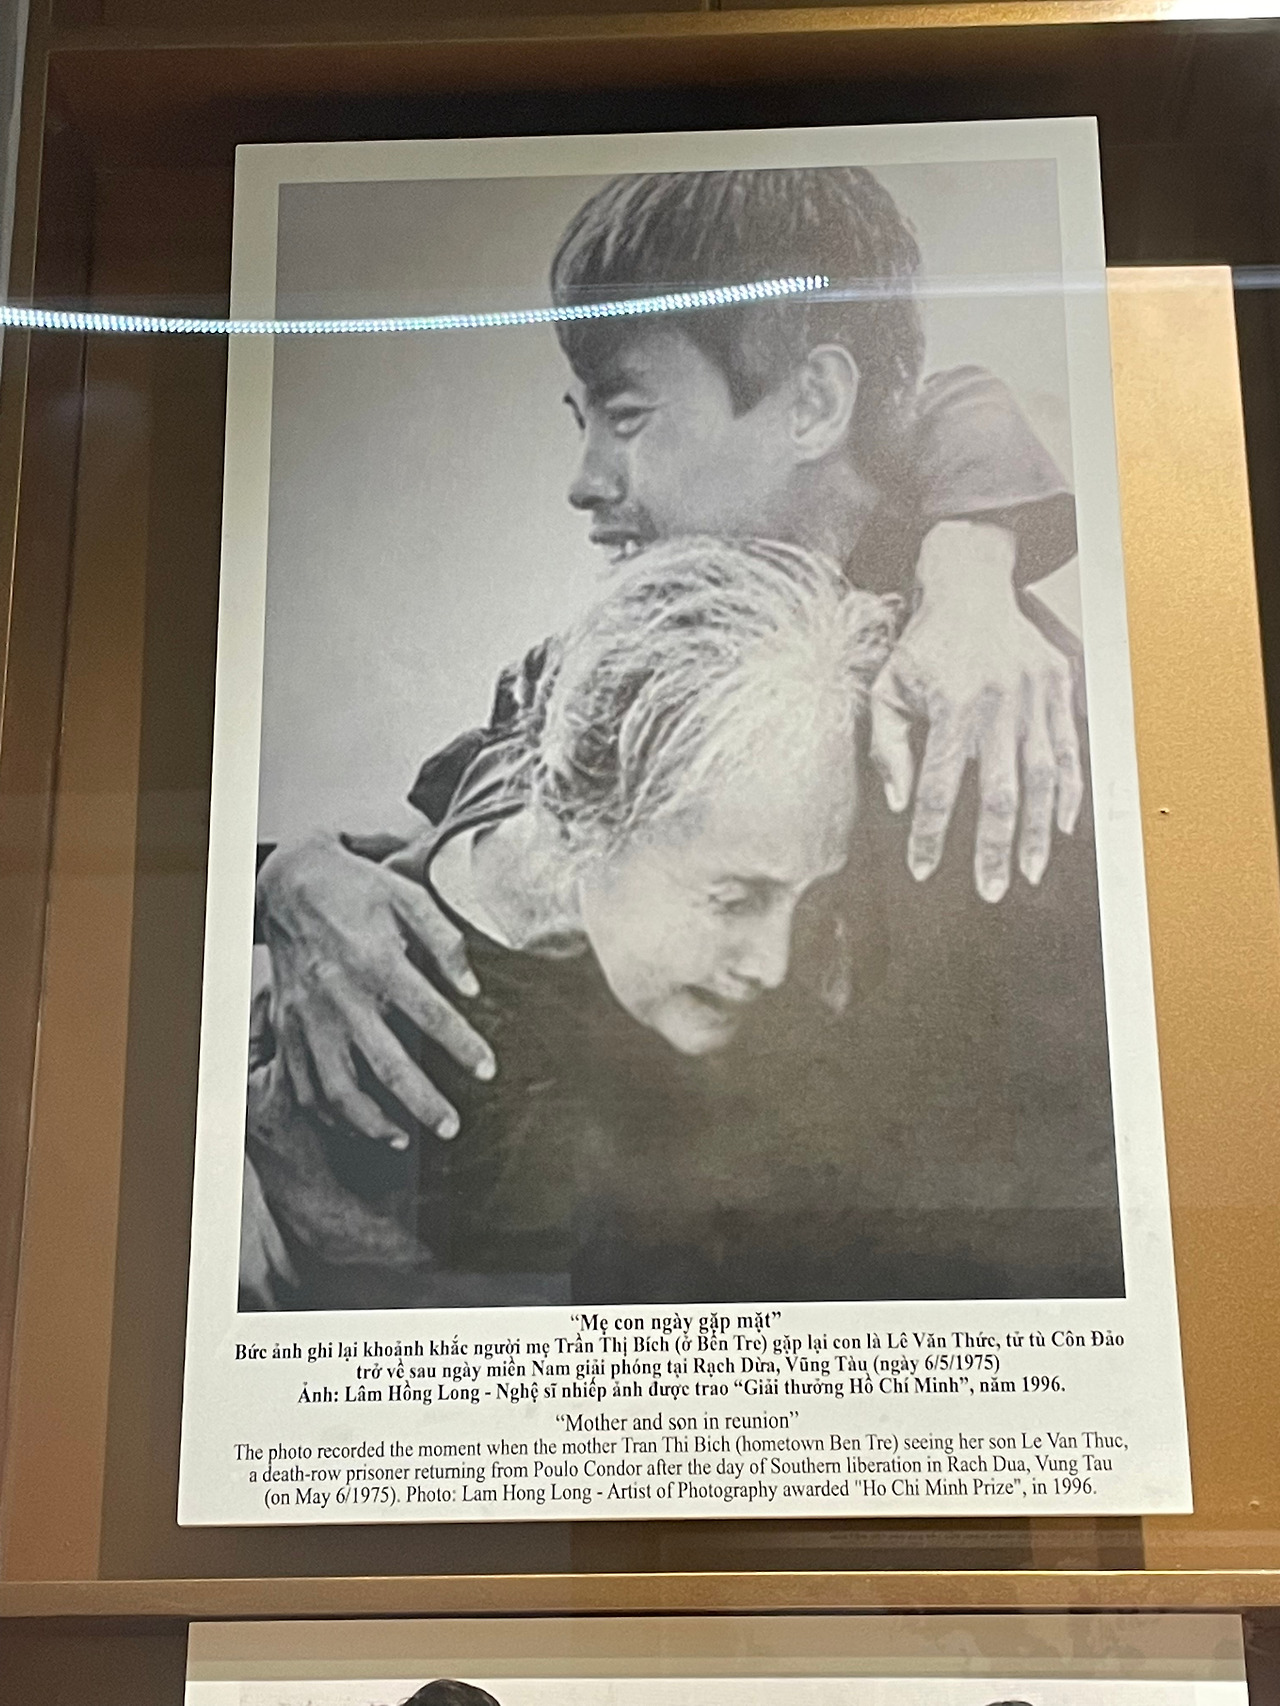 “Mẹ con ngày gặp mặt”
Bức ảnh ghi lại khoảnh khắc người mẹ Trần Thị Bích (ở Bến Tre) gặp lại con là Lê Văn Thức, tử tù Côn Đảo
trở về sau ngày miền Nam giải phóng tại Rạch Dừa, Vũng Tàu (ngày 6/5/1975)
Ảnh: Lâm Hồng Long - Nghệ sĩ nhiếp ảnh được trao “Giải thưởng Hồ Chí Minh”, năm 1996.
“Mother and son in reunion”
The photo recorded the moment when the mother Tran Thi Bich (hometown Ben Tre) seeing her son Le Van Thuc,
a death-row prisoner returning from Poulo Condor after the day of Southern liberation in Rach Dua, Vung Tau
(on May 6/1975). Photo: Lam Hong Long - Artist of Photography awarded "Ho Chi Minh Prize", in 1996.